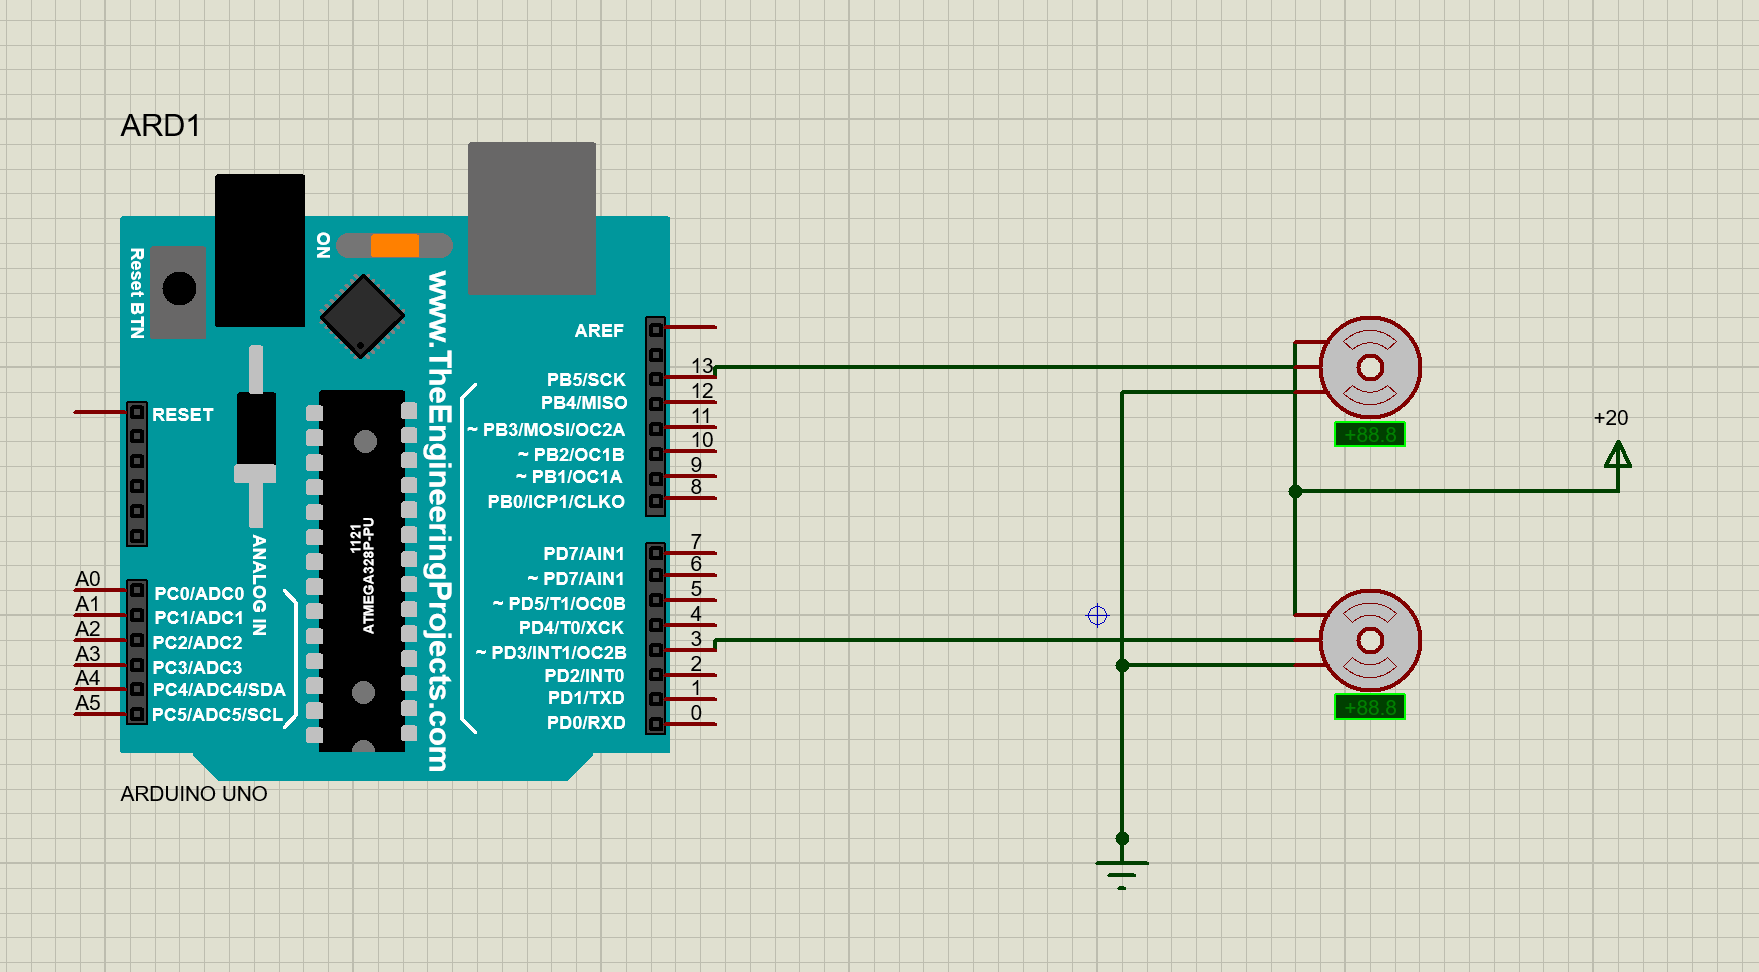 ARD1
ON
Reset BTN
www.TheEngineeringProjects.com
RESET
ANALOG IN
1121
ATMEGA328P-PU
A0
A1
A2
A3
A4
A5
PC0/ADC0
PC1/ADC1
PC2/ADC2
PC3/ADC3
PC4/ADC4/SDA
PC5/ADC5/SCL
AREF
PB5/SCK 13
PB4/MISO 12
~ PB3/MOSI/OC2A 11
~ PB2/OC1B 10
~ PB1/OC1A 9
PB0/ICP1/CLKO 8
PD7/AIN1 7
~ PD7/AIN1 6
~ PD5/T1/OC0B 5
PD4/T0/XCK 4
~ PD3/INT1/OC2B 3
PD2/INT0 2
PD1/TXD 1
PD0/RXD 0
ARDUINO UNO
+88.8
+20
+88.8